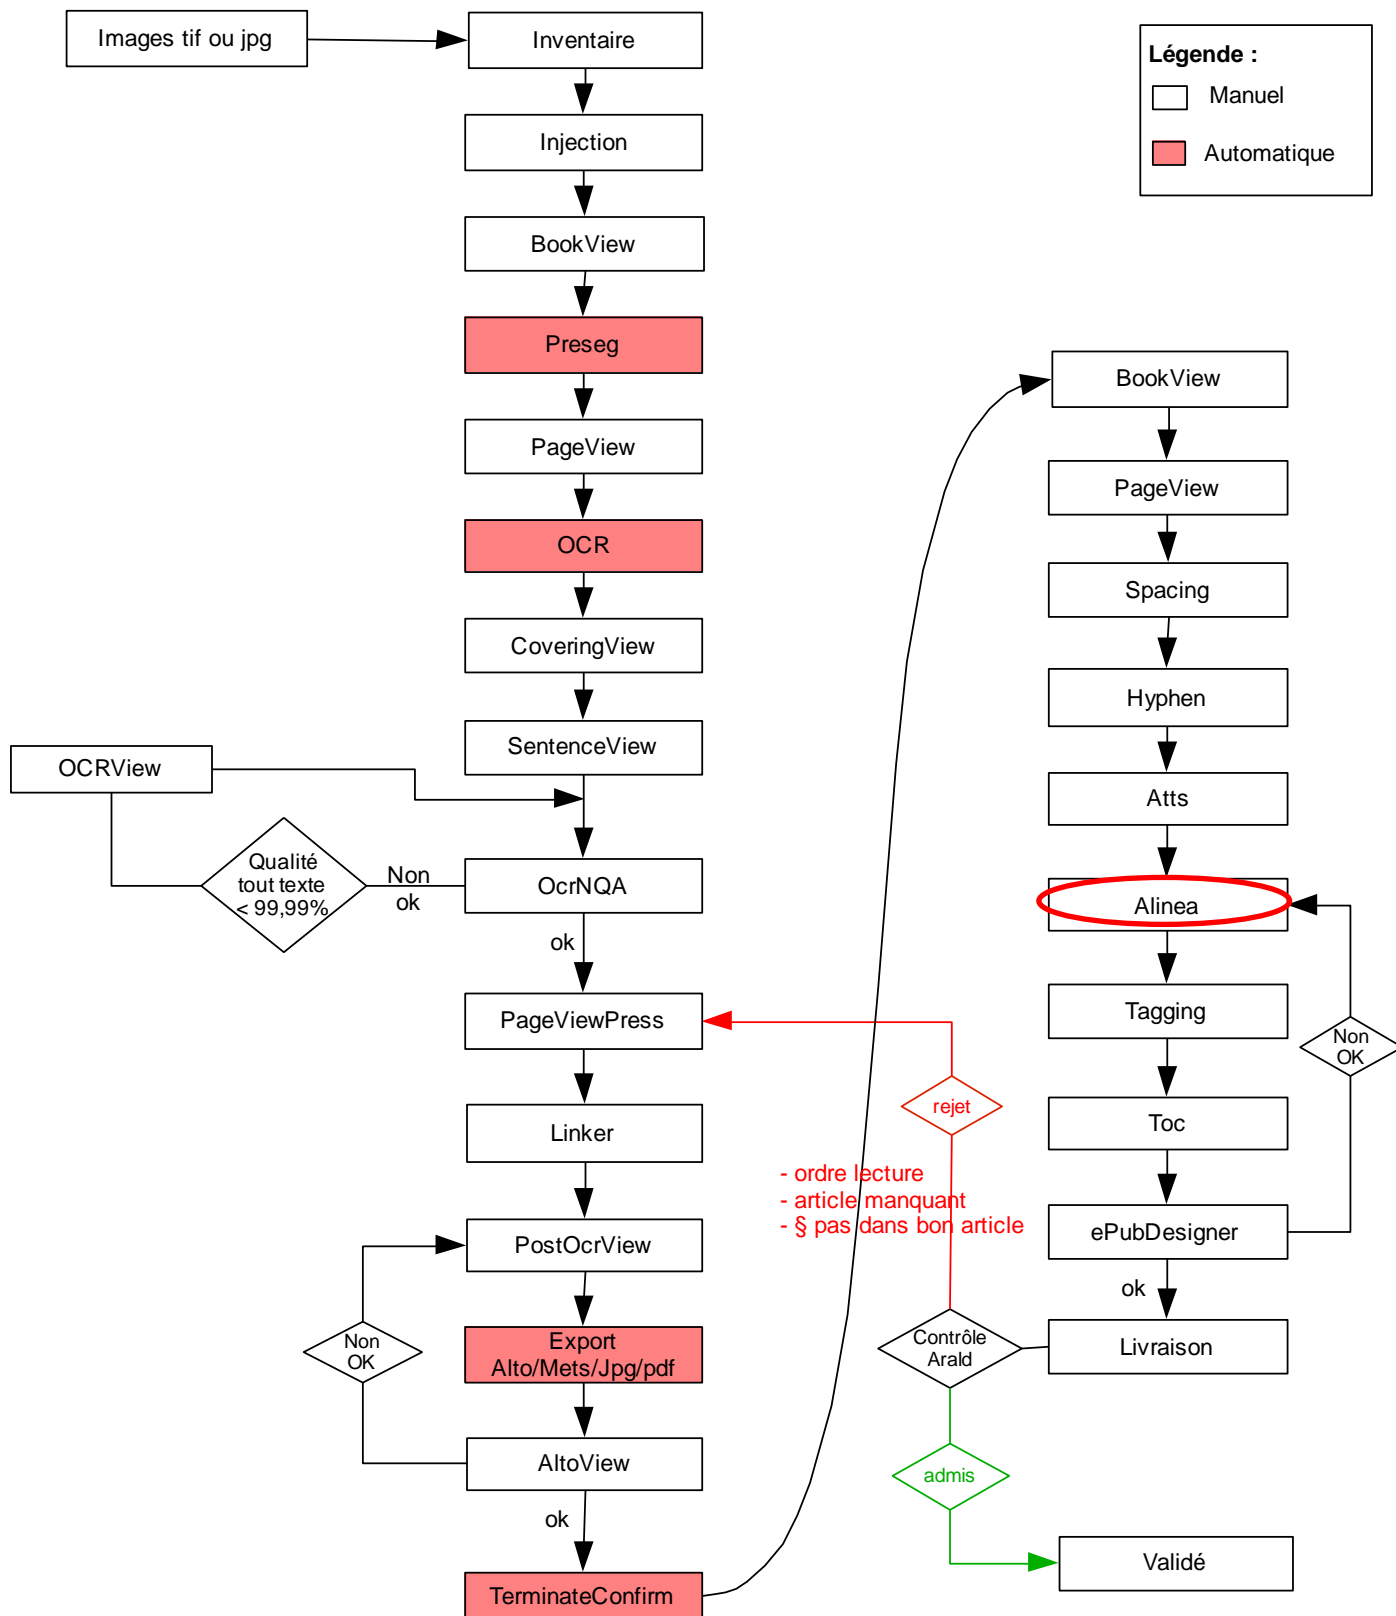 Images tif ou jpg
Inventaire
Légende :
Manuel
Automatique
Injection
BookView
Preseg
PageView
OCR
CoveringView
SentenceView
OCRView
Qualité
tout texte
< 99,99%
Non
ok
OcrNQA
ok
PageViewPress
Linker
PostOcrView
Non
OK
Export
Alto/Mets/Jpg/pdf
AltoView
ok
TerminateConfirm
BookView
PageView
Spacing
Hyphen
Atts
Alinea
Tagging
Non
OK
Toc
ePubDesigner
ok
Livraison
Contrôle
Arald
rejet
- ordre lecture
- article manquant
- § pas dans bon article
admis
Validé